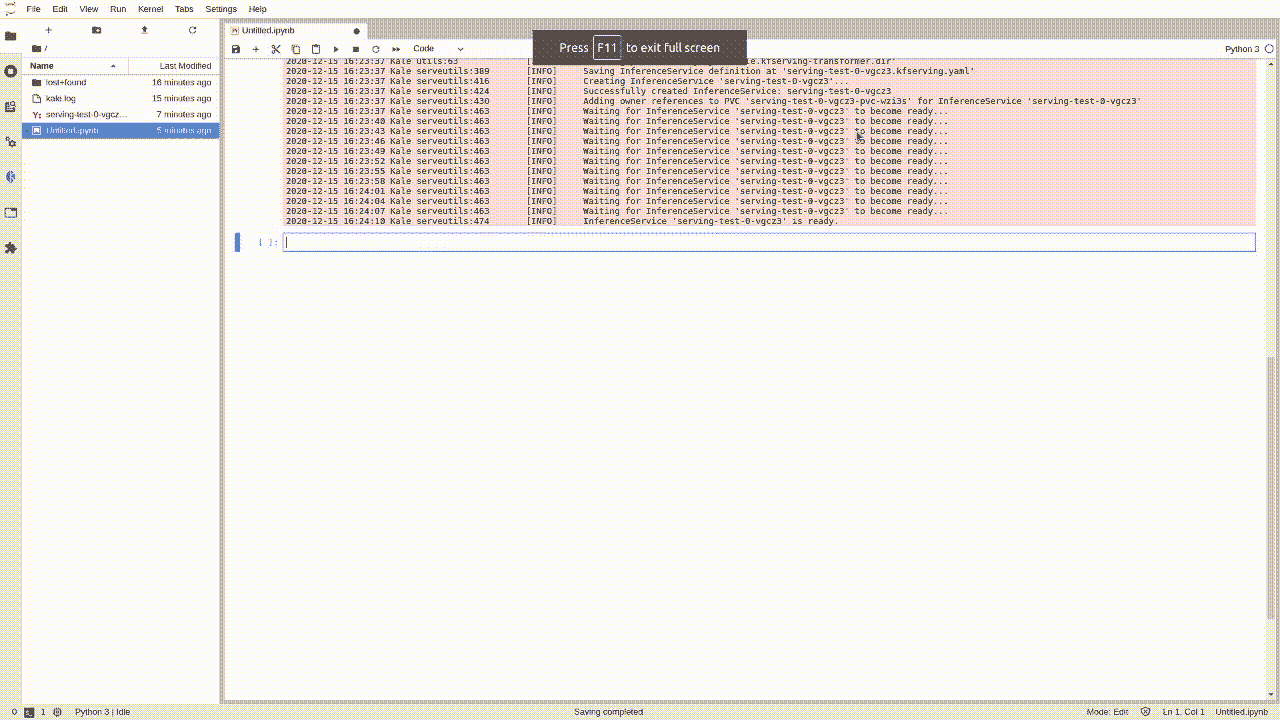 File Edit View Run Kernel Tabs Settings Help
Untitled.ipynb
Press F11 to exit full screen
/
Code
Python 3
Name Last Modified
lost+found 16 minutes ago
kale.log 15 minutes ago
serving-test-0-vgcz... 7 minutes ago
Untitled.ipynb 5 minutes ago
2020-12-15 16:23:37 Kale utils:63 [ le.kfserving-transformer.dir'
2020-12-15 16:23:37 Kale serveutils:389 [INFO] Saving InferenceService definition at 'serving-test-0-vgcz3.kfserving.yaml'
2020-12-15 16:23:37 Kale serveutils:416 [INFO] Creating InferenceService 'serving-test-0-vgcz3'...
2020-12-15 16:23:37 Kale serveutils:424 [INFO] Successfully created InferenceService: serving-test-0-vgcz3
2020-12-15 16:23:37 Kale serveutils:430 [INFO] Adding owner references to PVC 'serving-test-0-vgcz3-pvc-wzi3s' for InferenceService 'serving-test-0-vgcz3'
2020-12-15 16:23:37 Kale serveutils:463 [INFO] Waiting for InferenceService 'serving-test-0-vgcz3' to become ready...
2020-12-15 16:23:40 Kale serveutils:463 [INFO] Waiting for InferenceService 'serving-test-0-vgcz3' to become ready...
2020-12-15 16:23:43 Kale serveutils:463 [INFO] Waiting for InferenceService 'serving-test-0-vgcz3' to become ready...
2020-12-15 16:23:46 Kale serveutils:463 [INFO] Waiting for InferenceService 'serving-test-0-vgcz3' to become ready...
2020-12-15 16:23:49 Kale serveutils:463 [INFO] Waiting for InferenceService 'serving-test-0-vgcz3' to become ready...
2020-12-15 16:23:52 Kale serveutils:463 [INFO] Waiting for InferenceService 'serving-test-0-vgcz3' to become ready...
2020-12-15 16:23:55 Kale serveutils:463 [INFO] Waiting for InferenceService 'serving-test-0-vgcz3' to become ready...
2020-12-15 16:23:58 Kale serveutils:463 [INFO] Waiting for InferenceService 'serving-test-0-vgcz3' to become ready...
2020-12-15 16:24:01 Kale serveutils:463 [INFO] Waiting for InferenceService 'serving-test-0-vgcz3' to become ready...
2020-12-15 16:24:04 Kale serveutils:463 [INFO] Waiting for InferenceService 'serving-test-0-vgcz3' to become ready...
2020-12-15 16:24:07 Kale serveutils:463 [INFO] Waiting for InferenceService 'serving-test-0-vgcz3' to become ready...
2020-12-15 16:24:10 Kale serveutils:474 [INFO] InferenceService 'serving-test-0-vgcz3' is ready.
[ ]:
0 1 Python 3 | Idle Saving completed Mode: Edit Ln 1, Col 1 Untitled.ipynb